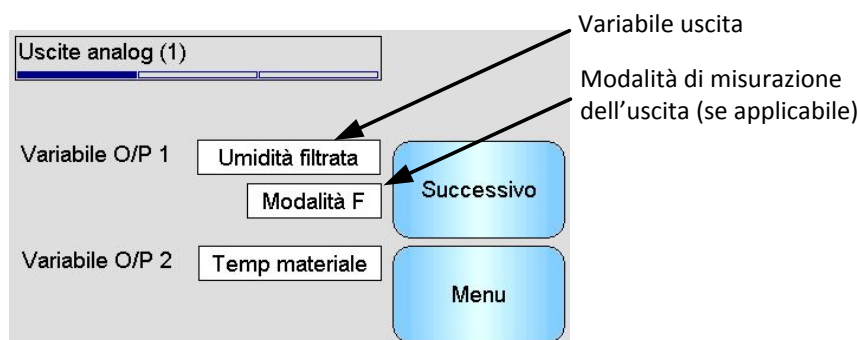 Variabile uscita
Uscite analog (1)
Modalità di misurazione
dell’uscita (se applicabile)
Variabile O/P 1
Umidità filtrata
Modalità F
Successivo
Variabile O/P 2
Temp materiale
Menu